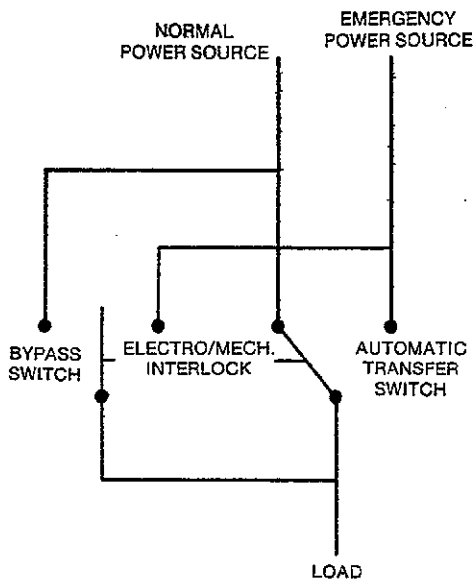 NORMAL
POWER SOURCE
EMERGENCY
POWER SOURCE
BYPASS
SWITCH
ELECTRO/MECH.
INTERLOCK
AUTOMATIC
TRANSFER
SWITCH
LOAD